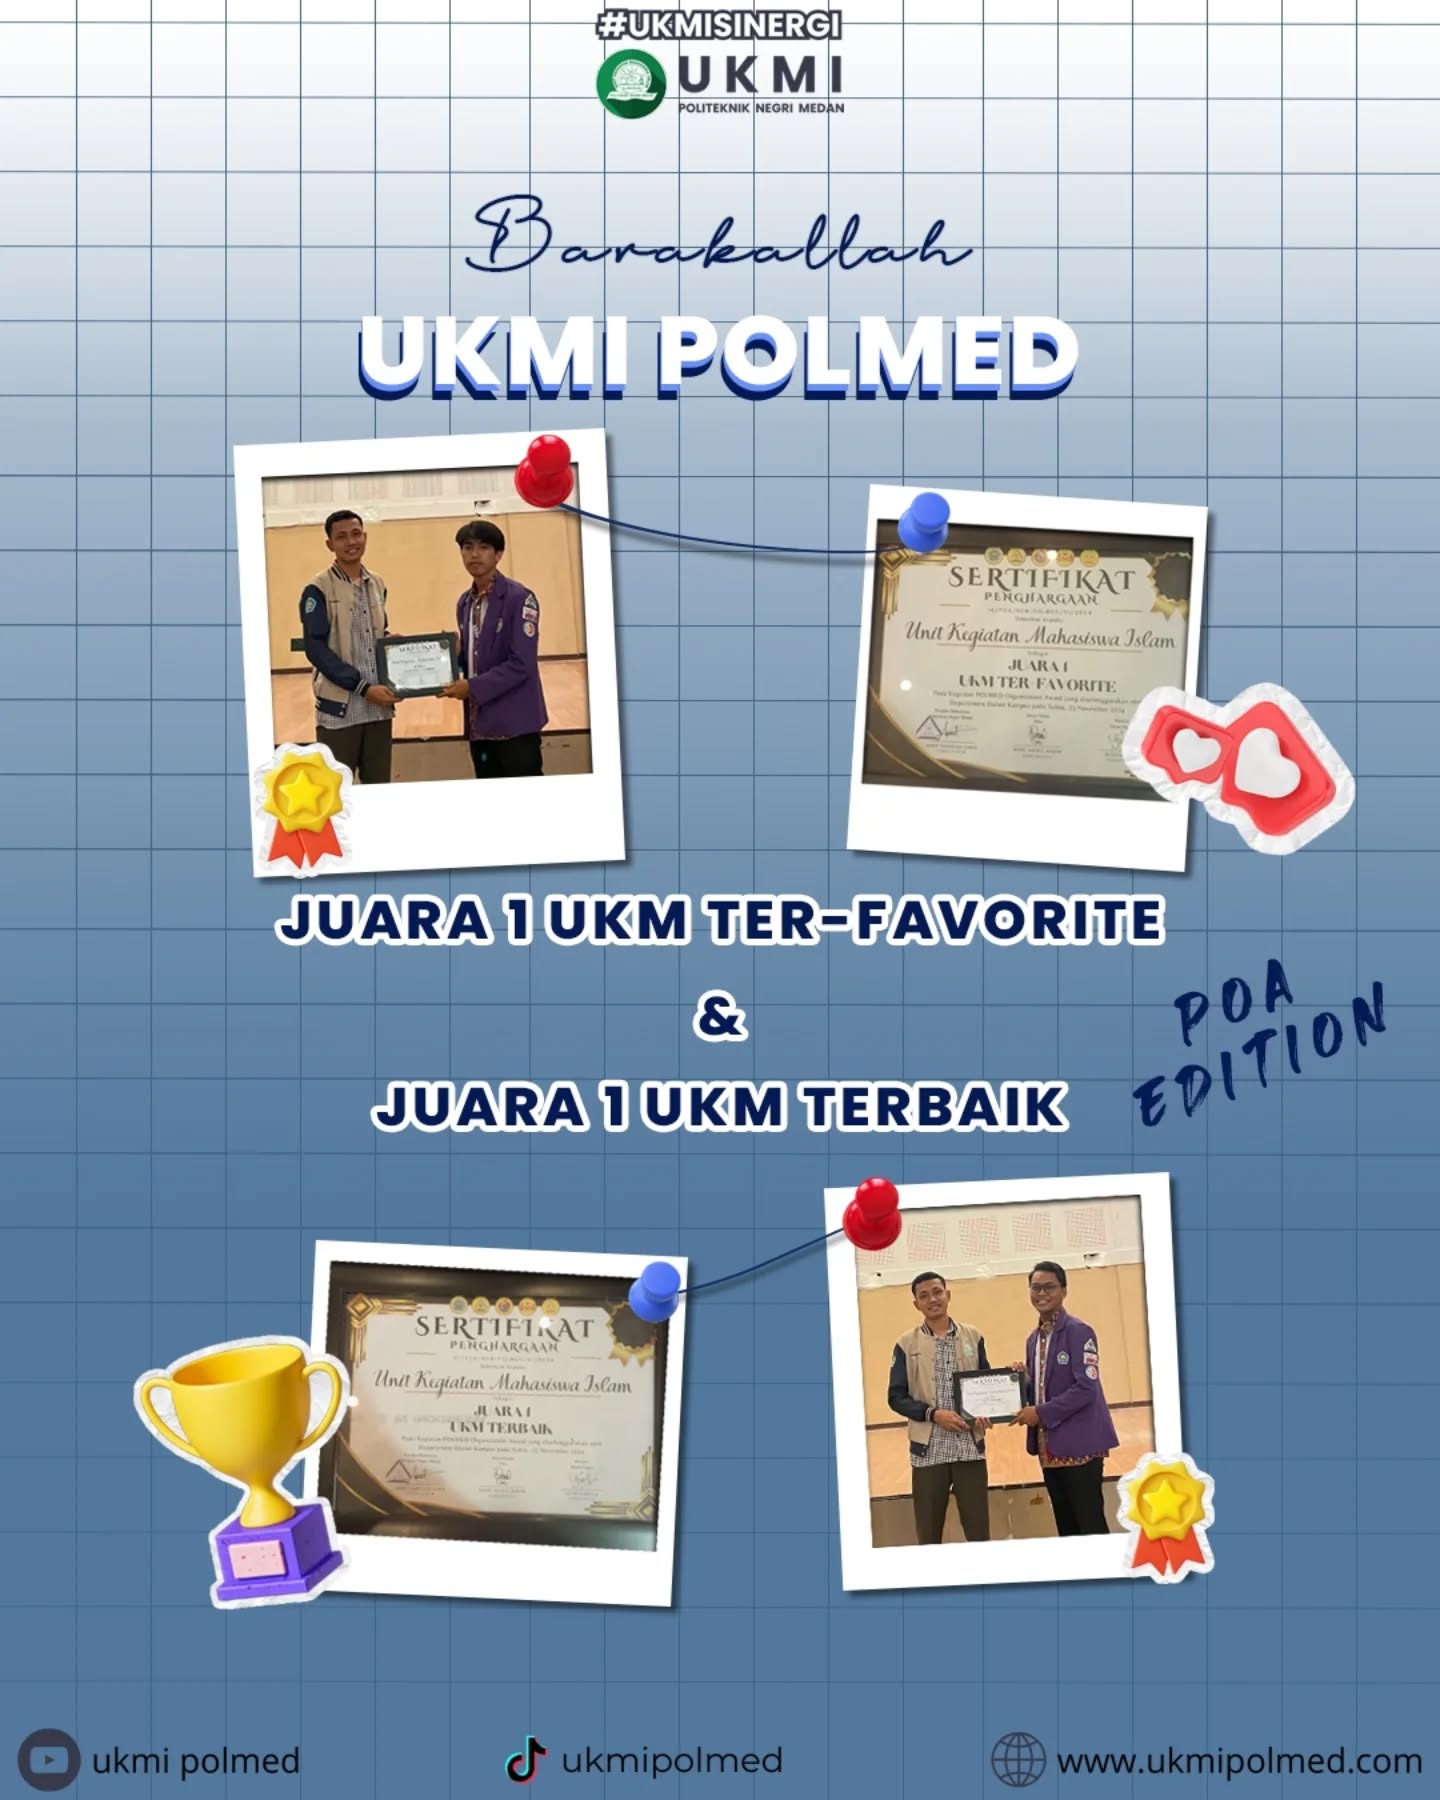 #UKMISINERGI
UKMI
POLITEKNIK NEGRI MEDAN
Barakallah
UKMI POLMED
SERTIFIKAT
PENGHARGAAN
Unit Kegiatan Mahasiswa Islam
JUARA 1
UKM TER-FAVORITE
JUARA 1 UKM TER-FAVORITE
&
JUARA 1 UKM TERBAIK
POA
EDITION
SERTIFIKAT
PENGHARGAAN
Unit Kegiatan Mahasiswa Islam
JUARA 1
UKM TERBAIK
ukmi polmed
ukmipolmed
www.ukmipolmed.com